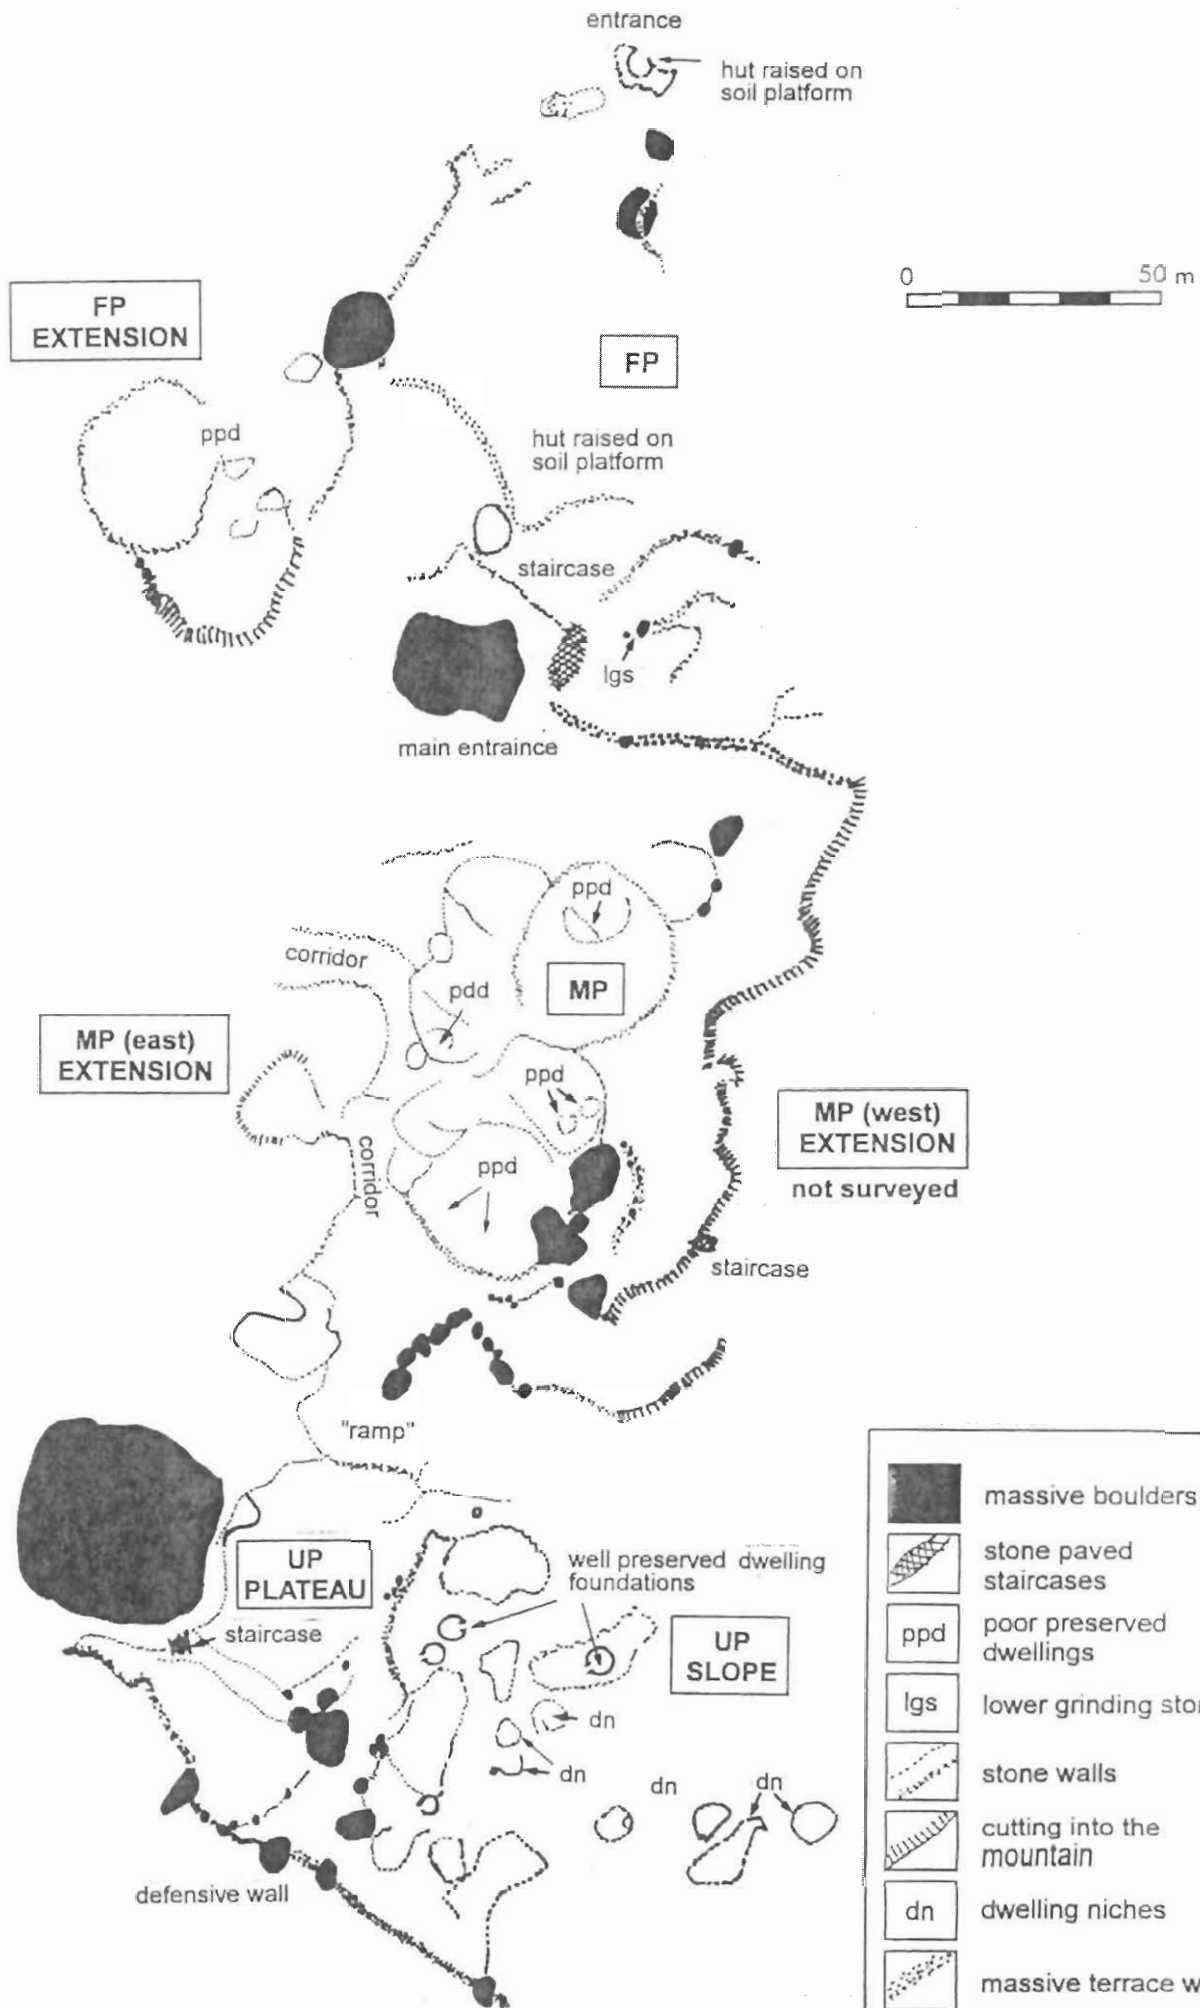 entrance
hut raised on
soil platform
0 50 m
FP
EXTENSION
FP
ppd
hut raised on
soil platform
staircase
lgs
main entraince
ppd
corridor
pdd
MP
MP (east)
EXTENSION
ppd
MP (west)
EXTENSION
not surveyed
corridor
ppd
staircase
"ramp"
massive boulders
stone paved
staircases
UP
PLATEAU
well preserved dwelling
foundations
staircase
UP
SLOPE
ppd
poor preserved
dwellings
lgs
lower grinding
dn
dn
dn
dn
stone walls
cutting into the
mountain
defensive wall
dn
dwelling niches
massive terrace